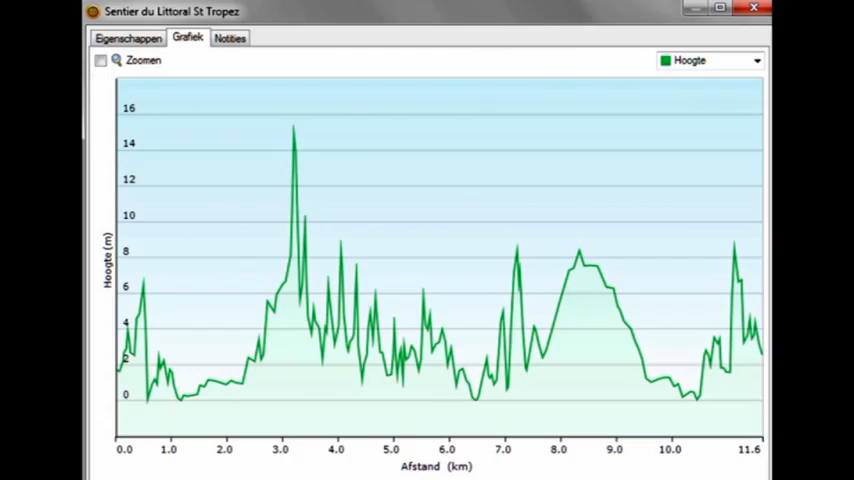 Sentier du Littoral St Tropez
Eigenschappen Grafiek Notities
Zoomen Hoogte
16
14
12
10
8
6
4
2
0
Hoogte (m)
0.0 1.0 2.0 3.0 4.0 5.0 6.0 7.0 8.0 9.0 10.0 11.6
Afstand (km)